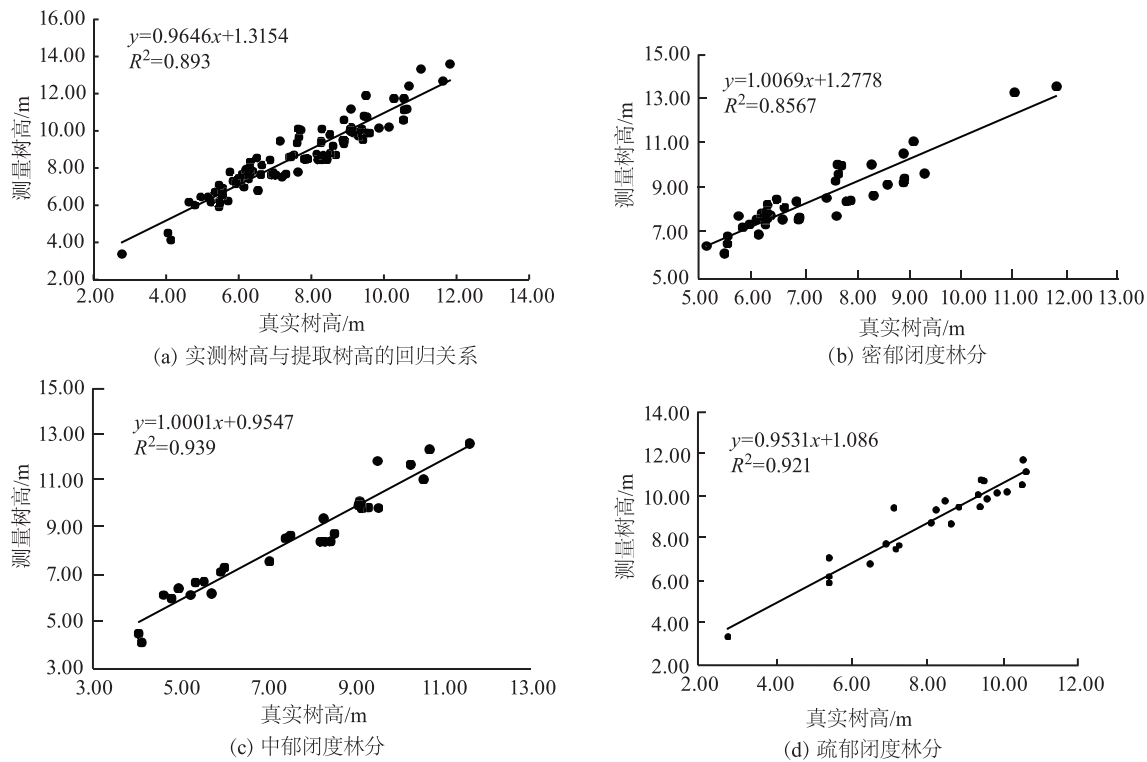 16.00
14.00
12.00
10.00
8.00
6.00
4.00
2.00
测量树高/m
y=0.9646x+1.3154
R²=0.893
2.00 4.00 6.00 8.00 10.00 12.00 14.00
真实树高/m
(a) 实测树高与提取树高的回归关系
15.00
13.00
11.00
9.00
7.00
5.00
测量树高/m
y=1.0069x+1.2778
R²=0.8567
5.00 6.00 7.00 8.00 9.00 10.00 11.00 12.00 13.00
真实树高/m
(b) 密郁闭度林分
15.00
13.00
11.00
9.00
7.00
5.00
3.00
测量树高/m
y=1.0001x+0.9547
R²=0.939
3.00 5.00 7.00 9.00 11.00 13.00
真实树高/m
(c) 中郁闭度林分
14.00
12.00
10.00
8.00
6.00
4.00
2.00
测量树高/m
y=0.9531x+1.086
R²=0.921
2.00 4.00 6.00 8.00 10.00 12.00
真实树高/m
(d) 疏郁闭度林分